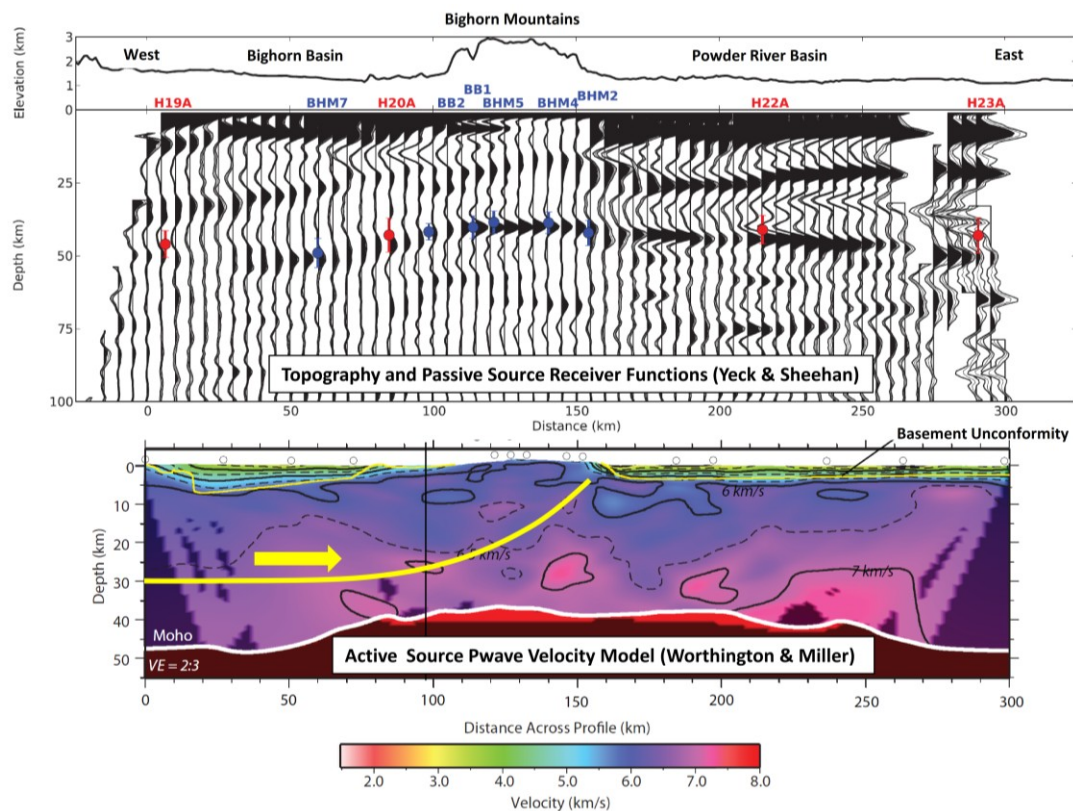 Bighorn Mountains
Elevation (km)
3
2
1
0
West
Bighorn Basin
Powder River Basin
East
H19A
BHM7
H20A
BB2
BB1
BHM5
BHM4
BHM2
H22A
H23A
Depth (km)
25
50
75
100
Topography and Passive Source Receiver Functions (Yeck & Sheehan)
0 50 100 150 200 250 300
Distance (km)
Basement Unconformity
Depth (km)
0
10
20
30
40
50
6 km/s
6.5 km/s
7 km/s
Moho
VE = 2:3
Active Source Pwave Velocity Model (Worthington & Miller)
0 50 100 150 200 250 300
Distance Across Profile (km)
2.0 3.0 4.0 5.0 6.0 7.0 8.0
Velocity (km/s)